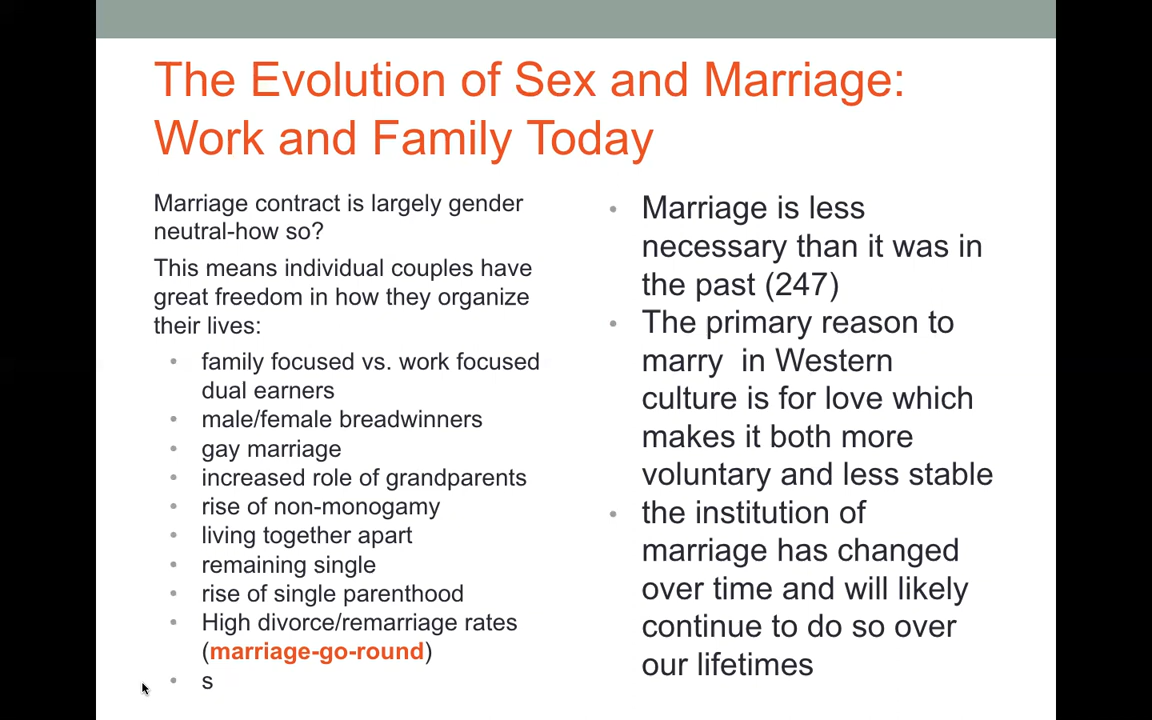 The Evolution of Sex and Marriage:
Work and Family Today
Marriage contract is largely gender
neutral-how so?
This means individual couples have
great freedom in how they organize
their lives:
• family focused vs. work focused
dual earners
• male/female breadwinners
• gay marriage
• increased role of grandparents
• rise of non-monogamy
• living together apart
• remaining single
• rise of single parenthood
• High divorce/remarriage rates
(marriage-go-round)
• s
• Marriage is less
necessary than it was in
the past (247)
• The primary reason to
marry  in Western
culture is for love which
makes it both more
voluntary and less stable
• the institution of
marriage has changed
over time and will likely
continue to do so over
our lifetimes